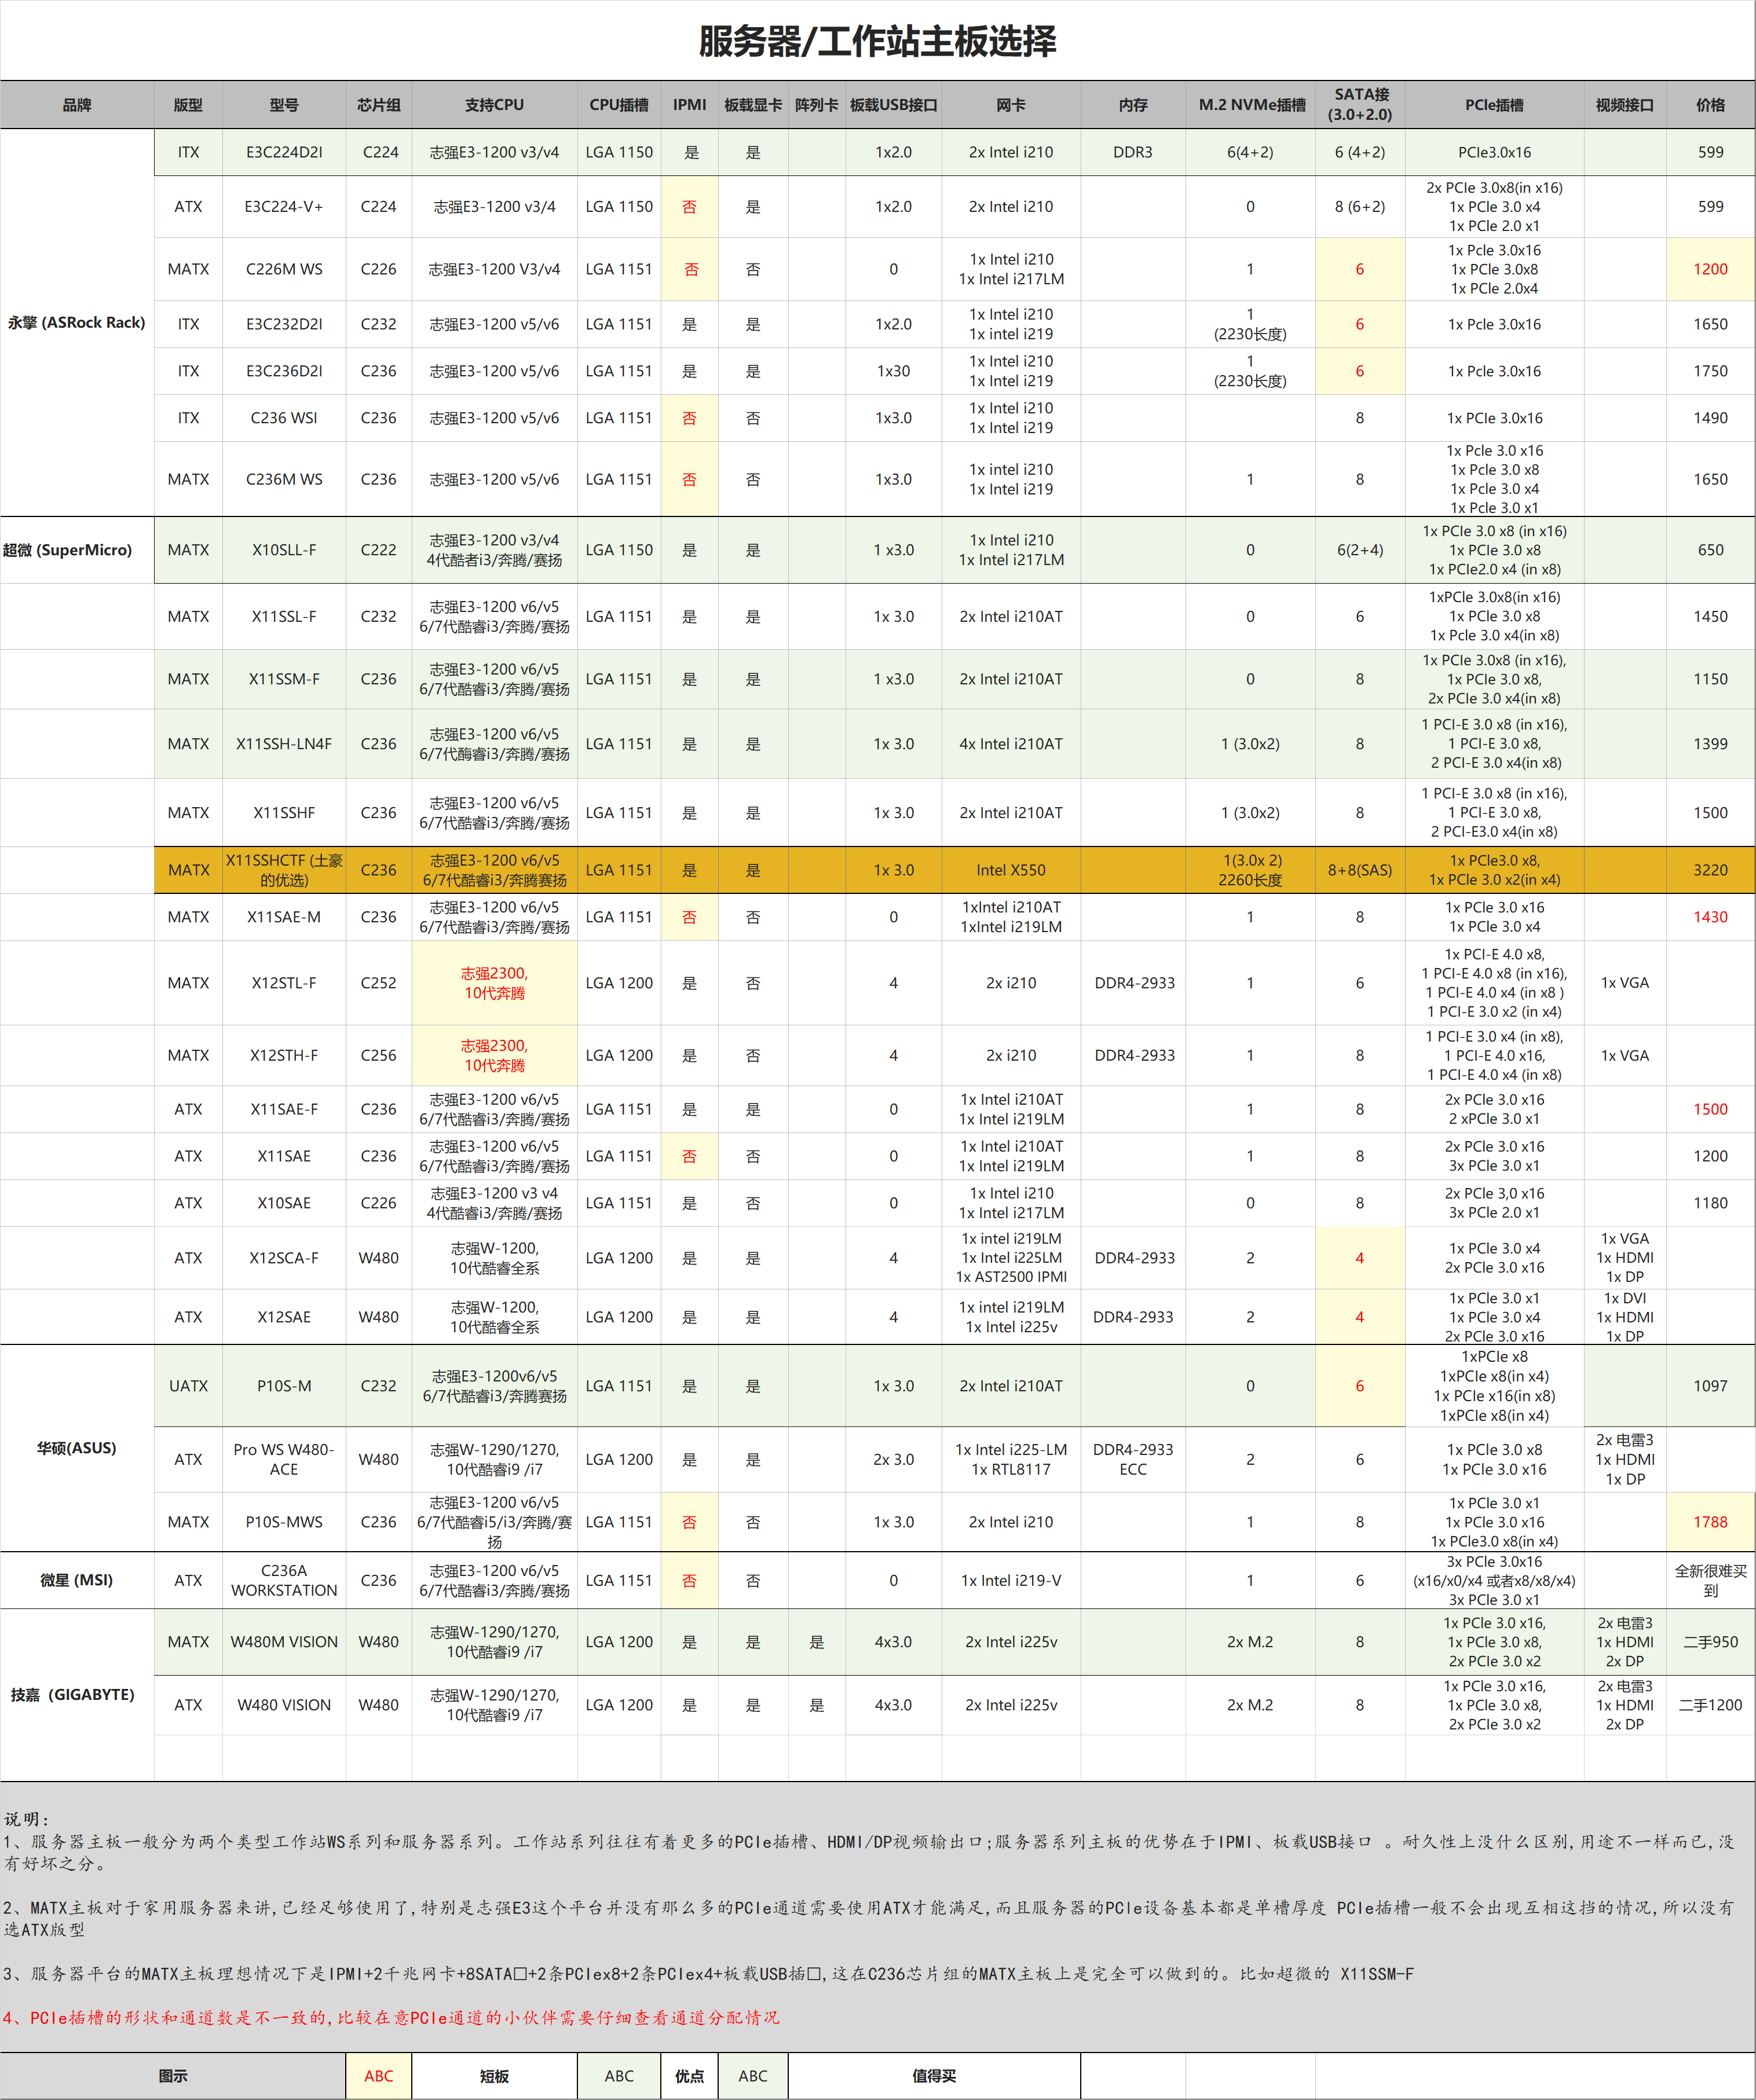 服务器/工作站主板选择
品牌 版型 型号 芯片组 支持CPU CPU插槽 IPMI 板载显卡 阵列卡 板载USB接口 网卡 内存 M.2 NVMe插槽 SATA接 (3.0+2.0) PCIe插槽 视频接口 价格
永擎 (ASRock Rack)
ITX E3C224D2I C224 志强E3-1200 v3/v4 LGA 1150 是 是 1x2.0 2x Intel i210 DDR3 6(4+2) 6 (4+2) PCIe3.0x16 599
ATX E3C224-V+ C224 志强E3-1200 v3/4 LGA 1150 否 是 1x2.0 2x Intel i210 0 8 (6+2) 2x PCIe 3.0x8(in x16) 1x PCIe 3.0 x4 1x PCIe 2.0 x1 599
MATX C226M WS C226 志强E3-1200 V3/v4 LGA 1151 否 否 0 1x Intel i210 1x Intel i217LM 1 6 1x Pcle 3.0x16 1x PCle 3.0x8 1x PCle 2.0x4 1200
ITX E3C232D2I C232 志强E3-1200 v5/v6 LGA 1151 是 是 1x2.0 1x Intel i210 1x intel i219 1 (2230长度) 6 1x Pcle 3.0x16 1650
ITX E3C236D2I C236 志强E3-1200 v5/v6 LGA 1151 是 是 1x30 1x Intel i210 1x Intel i219 1 (2230长度) 6 1x Pcle 3.0x16 1750
ITX C236 WSI C236 志强E3-1200 v5/v6 LGA 1151 否 否 1x3.0 1x Intel i210 1x Intel i219 8 1x PCle 3.0x16 1490
MATX C236M WS C236 志强E3-1200 v5/v6 LGA 1151 否 否 1x3.0 1x intel i210 1x Intel i219 1 8 1x Pcle 3.0 x16 1x Pcle 3.0 x8 1x Pcle 3.0 x4 1x Pcle 3.0 x1 1650
超微 (SuperMicro)
MATX X10SLL-F C222 志强E3-1200 v3/v4 4代酷者i3/奔腾/赛扬 LGA 1150 是 是 1 x3.0 1x Intel i210 1x Intel i217LM 0 6(2+4) 1x PCIe 3.0 x8 (in x16) 1x PCIe 3.0 x8 1x PCIe2.0 x4 (in x8) 650
MATX X11SSL-F C232 志强E3-1200 v6/v5 6/7代酷睿i3/奔腾/赛扬 LGA 1151 是 是 1x 3.0 2x Intel i210AT 0 6 1xPCle 3.0x8(in x16) 1x PCIe 3.0 x8 1x Pcle 3.0 x4(in x8) 1450
MATX X11SSM-F C236 志强E3-1200 v6/v5 6/7代酷睿i3/奔腾/赛扬 LGA 1151 是 是 1 x3.0 2x Intel i210AT 0 8 1x PCIe 3.0x8 (in x16), 1x PCIe 3.0 x8, 2x PCIe 3.0 x4(in x8) 1150
MATX X11SSH-LN4F C236 志强E3-1200 v6/v5 6/7代酶睿i3/奔腾/赛扬 LGA 1151 是 是 1x 3.0 4x Intel i210AT 1 (3.0x2) 8 1 PCI-E 3.0 x8 (in x16), 1 PCI-E 3.0 x8, 2 PCI-E 3.0 x4(in x8) 1399
MATX X11SSHF C236 志强E3-1200 v6/v5 6/7代酷睿i3/奔腾/赛扬 LGA 1151 是 是 1x 3.0 2x Intel i210AT 1 (3.0x2) 8 1 PCI-E 3.0 x8 (in x16), 1 PCI-E 3.0 x8, 2 PCI-E3.0 x4(in x8) 1500
MATX X11SSHCTF (土豪的优选) C236 志强E3-1200 v6/v5 6/7代酷睿i3/奔腾赛扬 LGA 1151 是 是 1x 3.0 Intel X550 1(3.0x 2) 2260长度 8+8(SAS) 1x PCIe3.0 x8, 1x PCle 3.0 x2(in x4) 3220
MATX X11SAE-M C236 志强E3-1200 v6/v5 6/7代酷睿i3/奔腾/赛扬 LGA 1151 否 否 0 1xIntel i210AT 1xIntel i219LM 1 8 1x PCle 3.0 x16 1x PCle 3.0 x4 1430
MATX X12STL-F C252 志强2300, 10代奔腾 LGA 1200 是 否 4 2x i210 DDR4-2933 1 6 1x PCI-E 4.0 x8, 1 PCI-E 4.0 x8 (in x16), 1 PCI-E 4.0 x4 (in x8 ) 1 PCI-E 3.0 x2 (in x4) 1x VGA
MATX X12STH-F C256 志强2300, 10代奔腾 LGA 1200 是 否 4 2x i210 DDR4-2933 1 8 1 PCI-E 3.0 x4 (in x8), 1 PCI-E 4.0 x16, 1 PCI-E 4.0 x4 (in x8) 1x VGA
ATX X11SAE-F C236 志强E3-1200 v6/v5 6/7代酷睿i3/奔腾/赛扬 LGA 1151 是 是 0 1x Intel i210AT 1x Intel i219LM 1 8 2x PCle 3.0 x16 2 xPCle 3.0 x1 1500
ATX X11SAE C236 志强E3-1200 v6/v5 6/7代酷睿i3/奔腾/赛扬 LGA 1151 否 否 0 1x Intel i210AT 1x Intel i219LM 1 8 2x PCle 3.0 x16 3x PCle 3.0 x1 1200
ATX X10SAE C226 志强E3-1200 v3 v4 4代酷睿i3/奔腾/赛扬 LGA 1151 是 否 0 1x Intel i210 1x Intel i217LM 0 8 2x PCle 3,0 x16 3x PCle 2.0 x1 1180
ATX X12SCA-F W480 志强W-1200, 10代酷睿全系 LGA 1200 是 是 4 1x intel i219LM 1x Intel i225LM 1x AST2500 IPMI DDR4-2933 2 4 1x PCle 3.0 x4 2x PCle 3.0 x16 1x VGA 1x HDMI 1x DP
ATX X12SAE W480 志强W-1200, 10代酷睿全系 LGA 1200 是 是 4 1x intel i219LM 1x Intel i225v DDR4-2933 2 4 1x PCle 3.0 x1 1x PCle 3.0 x4 2x PCle 3.0 x16 1x DVI 1x HDMI 1x DP
华硕(ASUS)
UATX P10S-M C232 志强E3-1200v6/v5 6/7代酷睿i3/奔腾赛扬 LGA 1151 是 是 1x 3.0 2x Intel i210AT 0 6 1xPCIe x8 1xPCIe x8(in x4) 1x PCIe x16(in x8) 1xPCIe x8(in x4) 1097
ATX Pro WS W480-ACE W480 志强W-1290/1270, 10代酷睿i9 /i7 LGA 1200 是 是 2x 3.0 1x Intel i225-LM 1x RTL8117 DDR4-2933 ECC 2 6 1x PCle 3.0 x8 1x PCle 3.0 x16 2x 电雷3 1x HDMI 1x DP
MATX P10S-MWS C236 志强E3-1200 v6/v5 6/7代酷睿i5/i3/奔腾/赛扬 LGA 1151 否 否 1x 3.0 2x Intel i210 1 8 1x PCle 3.0 x1 1x PCle 3.0 x16 1x PCle3.0 x8(in x4) 1788
微星 (MSI)
ATX C236A WORKSTATION C236 志强E3-1200 v6/v5 6/7代酷睿i3/奔腾/赛扬 LGA 1151 否 否 0 1x Intel i219-V 1 6 3x PCle 3.0x16 (x16/x0/x4 或者x8/x8/x4) 3x PCle 3.0 x1 全新很难买到
技嘉（GIGABYTE)
MATX W480M VISION W480 志强W-1290/1270, 10代酷睿i9 /i7 LGA 1200 是 是 是 4x3.0 2x Intel i225v 2x M.2 8 1x PCle 3.0 x16, 1x PCle 3.0 x8, 2x PCle 3.0 x2 2x 电雷3 1x HDMI 2x DP 二手950
ATX W480 VISION W480 志强W-1290/1270, 10代酷睿i9 /i7 LGA 1200 是 是 是 4x3.0 2x Intel i225v 2x M.2 8 1x PCle 3.0 x16, 1x PCle 3.0 x8, 2x PCle 3.0 x2 2x 电雷3 1x HDMI 2x DP 二手1200
说明：
1、服务器主板一般分为两个类型工作站WS系列和服务器系列。工作站系列往往有着更多的PCIe插槽、HDMI/DP视频输出口;服务器系列主板的优势在于IPMI、板载USB接口 。耐久性上没什么区别,用途不一样而已,没
有好坏之分。
2、MATX主板对于家用服务器来讲,已经足够使用了,特别是志强E3这个平台并没有那么多的PCIe通道需要使用ATX才能满足,而且服务器的PCle设备基本都是单槽厚度 PCIe插槽一般不会出现互相这挡的情况,所以没有
选ATX版型
3、服务器平台的MATX主板理想情况下是IPMI+2千兆网卡+8SATA囗+2条PCIex8+2条PCIex4+板载USB插囗,这在C236芯片组的MATX主板上是完全可以做到的。比如超微的 X11SSM-F
4、PCIe插槽的形状和通道数是不一致的,比较在意PCIe通道的小伙伴需要仔细查看通道分配情况
图示 ABC 短板 ABC 优点 ABC 值得买